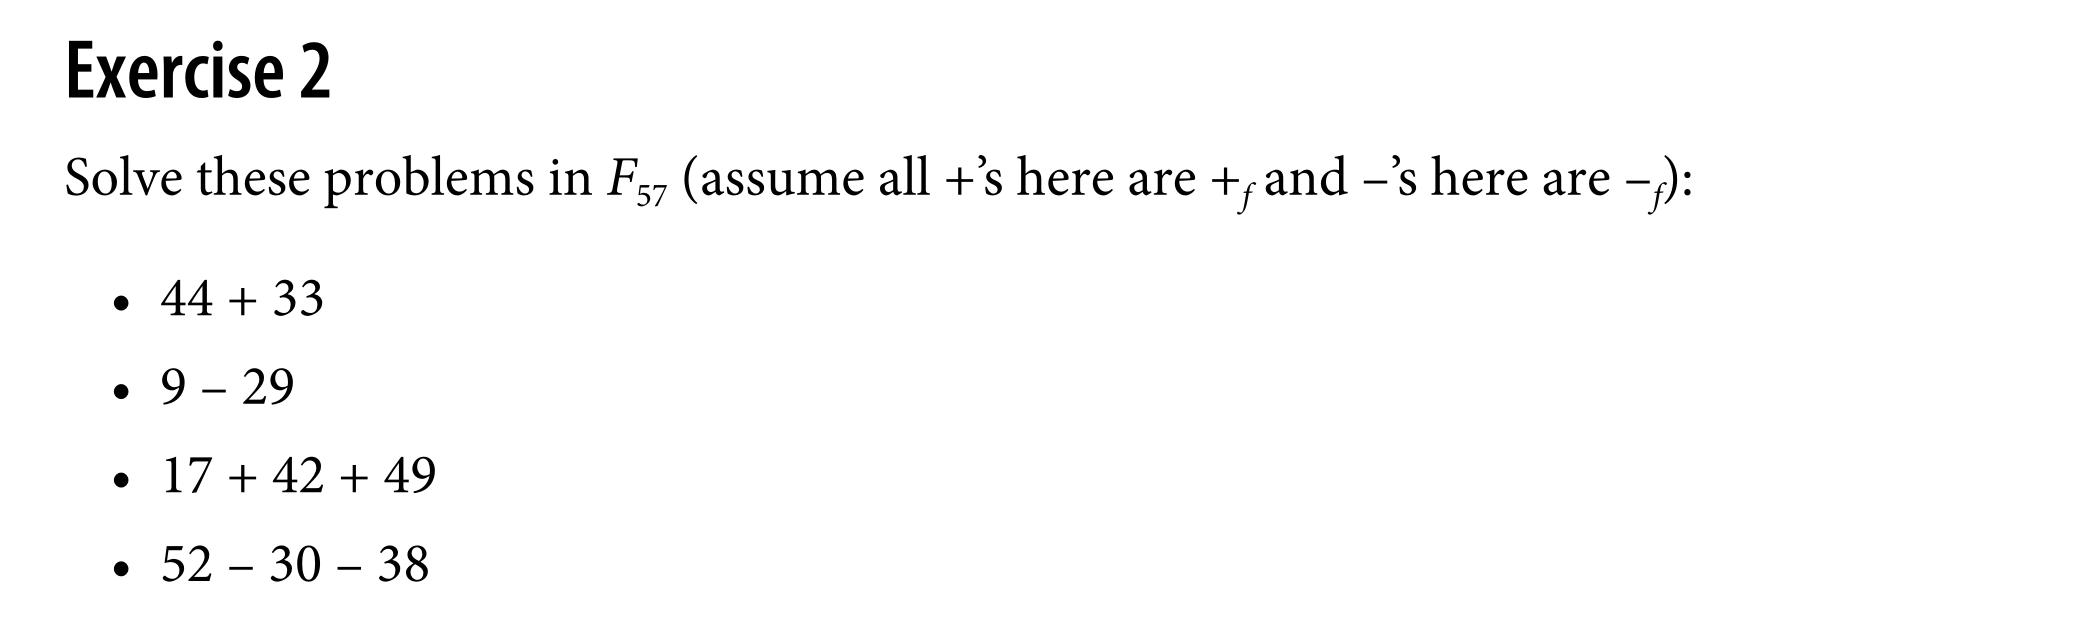 Exercise 2
Solve these problems in F57 (assume all +’s here are +f and –’s here are –f):
• 44 + 33
• 9 – 29
• 17 + 42 + 49
• 52 – 30 – 38